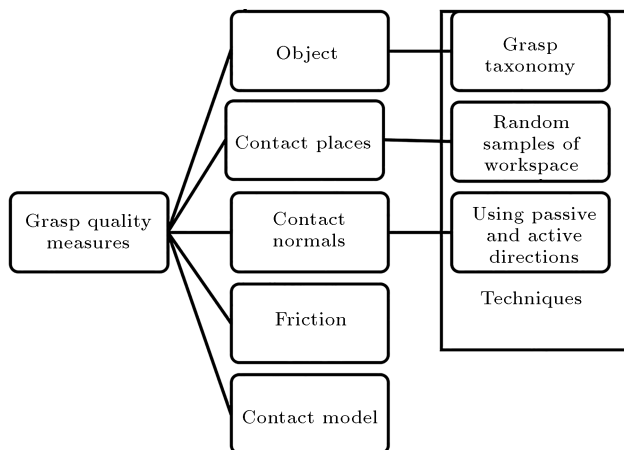 Object
Grasp
taxonomy
Contact places
Random
samples of
workspace
Grasp quality
measures
Contact
normals
Using passive
and active
directions
Techniques
Friction
Contact model